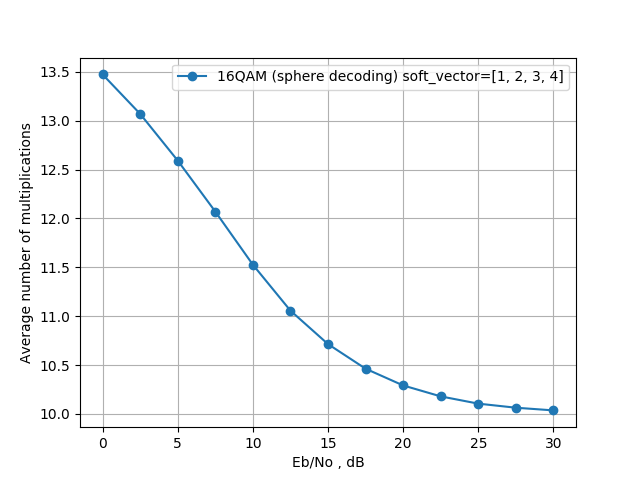 16QAM (sphere decoding) soft_vector=[1, 2, 3, 4]
Average number of multiplications
13.5
13.0
12.5
12.0
11.5
11.0
10.5
10.0
0 5 10 15 20 25 30
Eb/No , dB